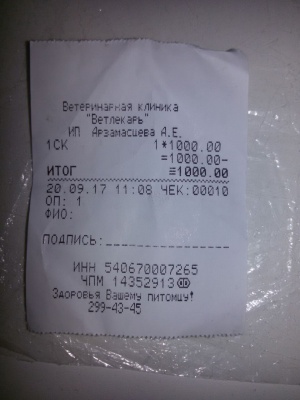 Ветеринарная клиника
"Ветлекарь"
ИП Арзамасцева А.Е.
1СК 1*1000.00
=1000.00-
ИТОГ ≡1000.00
20.09.17 11:08 ЧЕК:00010
ОП: 1
ФИО:
ПОДПИСЬ:
ИНН 540670007265
ЧПМ 14352913
Здоровья Вашему питомцу!
299-43-45